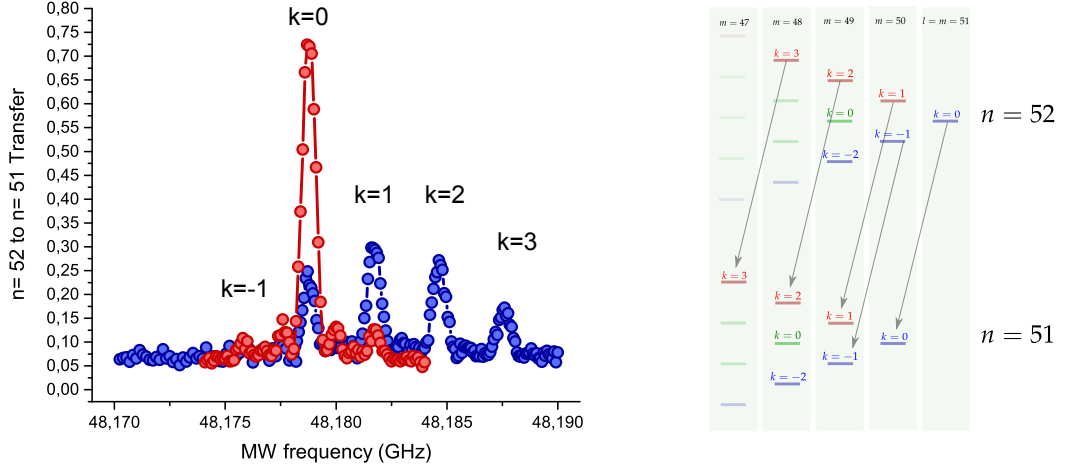 k=0
k=1
k=2
k=3
k=-1
0,80
0,75
0,70
0,65
0,60
0,55
0,50
0,45
0,40
0,35
0,30
0,25
0,20
0,15
0,10
0,05
0,00
n= 52 to n= 51 Transfer
48,170
48,175
48,180
48,185
48,190
MW frequency (GHz)
m = 47
m = 48
m = 49
m = 50
l = m = 51
k = 3
k = 2
k = 1
k = 0
k = 0
k = −1
k = −2
n = 52
k = 3
k = 2
k = 1
k = 0
k = 0
k = −1
k = −2
n = 51